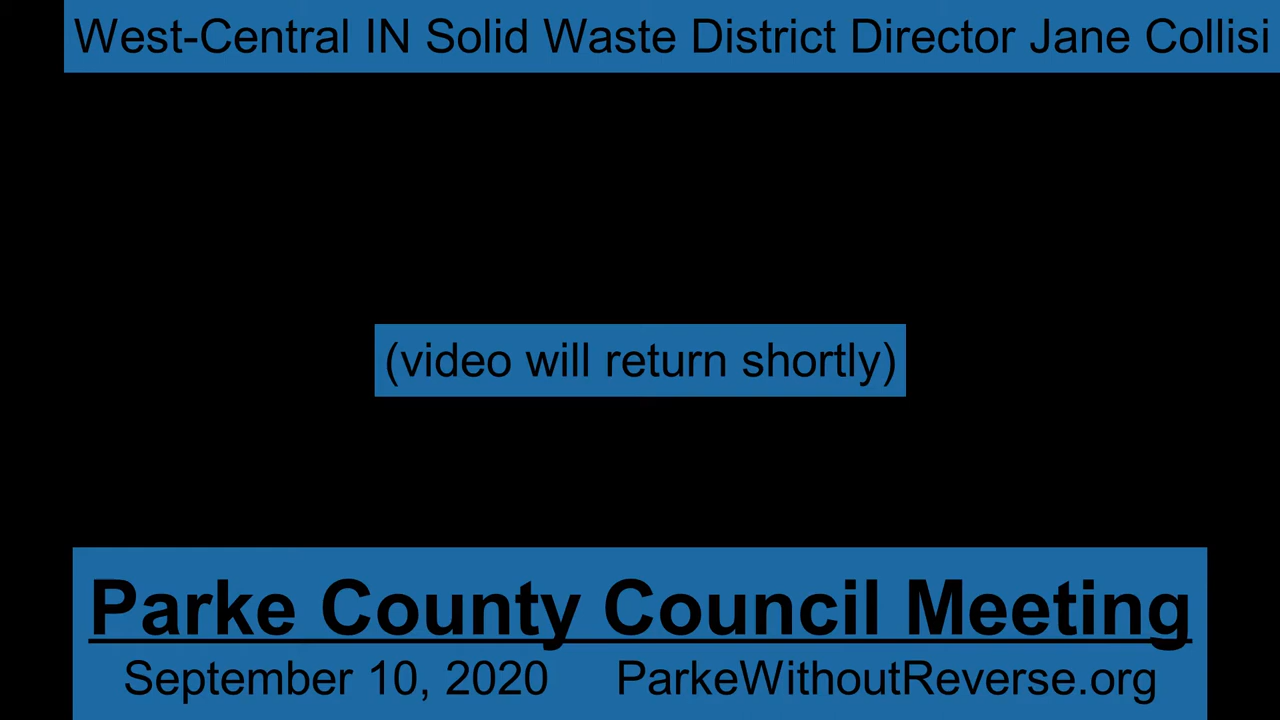 West-Central IN Solid Waste District Director Jane Collisi
(video will return shortly)
Parke County Council Meeting
September 10, 2020 ParkeWithoutReverse.org